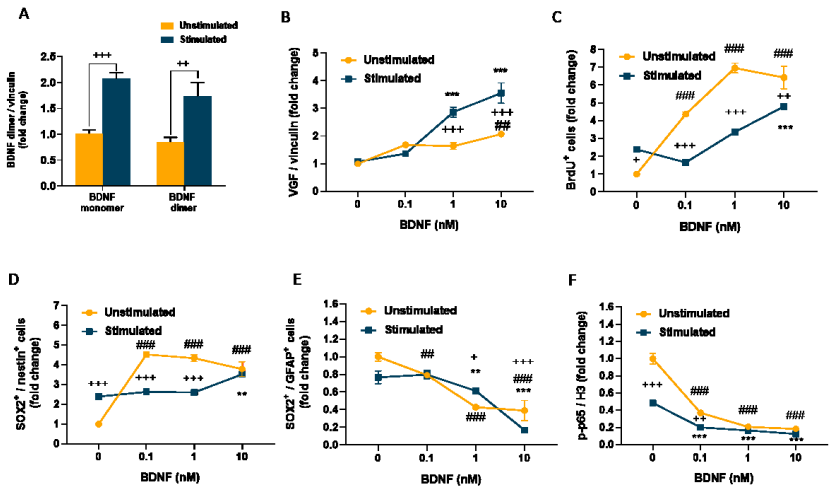 A
Unstimulated
Stimulated
BDNF dimer / vinculin
(fold change)
2.5
2.0
1.5
1.0
0.5
0.0
+++
++
BDNF
monomer
BDNF
dimer
B
VGF / vinculin (fold change)
5
4
3
2
1
0
Unstimulated
Stimulated
***
***
+++
+++
##
0
0.1
1
10
BDNF (nM)
C
BrdU+ cells (fold change)
8
7
6
5
4
3
2
1
0
Unstimulated
Stimulated
###
###
###
++
+++
***
+
+++
0
0.1
1
10
BDNF (nM)
D
SOX2+ / nestin+ cells
(fold change)
7
6
5
4
3
2
1
0
Unstimulated
Stimulated
###
###
###
+++
+++
+++
**
0
0.1
1
10
BDNF (nM)
E
SOX2+ / GFAP+ cells
(fold change)
1.6
1.4
1.2
1.0
0.8
0.6
0.4
0.2
0.0
Unstimulated
Stimulated
##
+
**
+++
###
***
###
0
0.1
1
10
BDNF (nM)
F
p-p65 / H3 (fold change)
1.6
1.4
1.2
1.0
0.8
0.6
0.4
0.2
0.0
Unstimulated
Stimulated
+++
###
###
###
++
***
***
***
0
0.1
1
10
BDNF (nM)